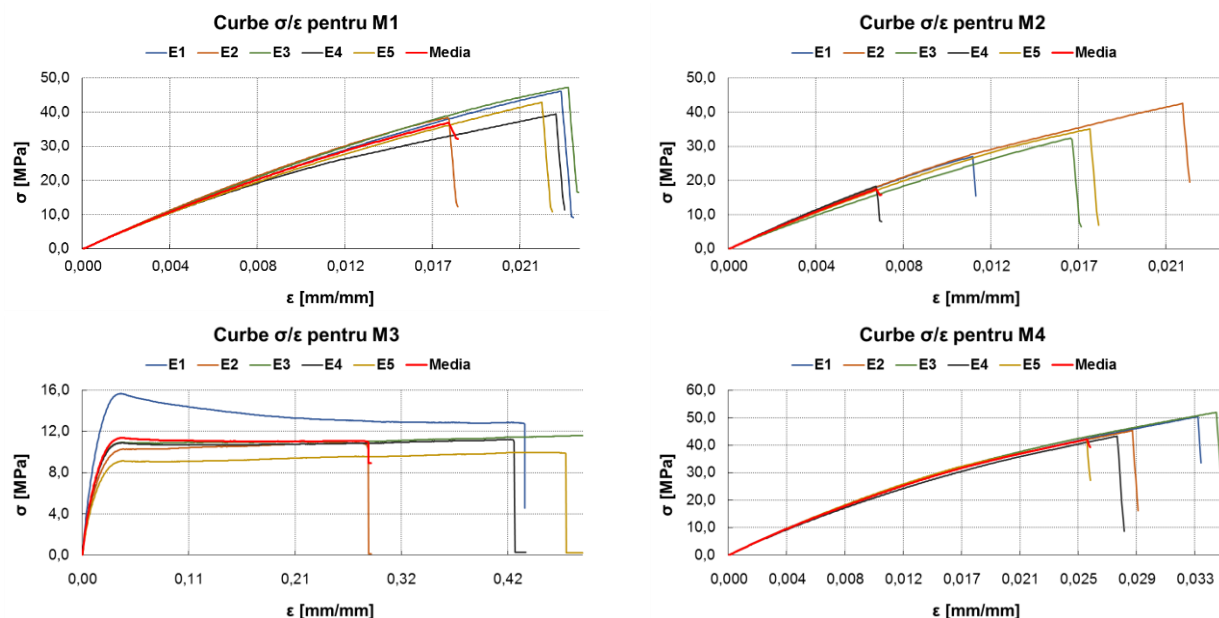 Curbe σ/ε pentru M1
E1 E2 E3 E4 E5 Media
σ [MPa]
50,0
40,0
30,0
20,0
10,0
0,0
0,000 0,004 0,008 0,012 0,017 0,021
ε [mm/mm]
Curbe σ/ε pentru M2
E1 E2 E3 E4 E5 Media
σ [MPa]
50,0
40,0
30,0
20,0
10,0
0,0
0,000 0,004 0,008 0,012 0,017 0,021
ε [mm/mm]
Curbe σ/ε pentru M3
E1 E2 E3 E4 E5 Media
σ [MPa]
16,0
12,0
8,0
4,0
0,0
0,00 0,11 0,21 0,32 0,42
ε [mm/mm]
Curbe σ/ε pentru M4
E1 E2 E3 E4 E5 Media
σ [MPa]
60,0
50,0
40,0
30,0
20,0
10,0
0,0
0,000 0,004 0,008 0,012 0,017 0,021 0,025 0,029 0,033
ε [mm/mm]